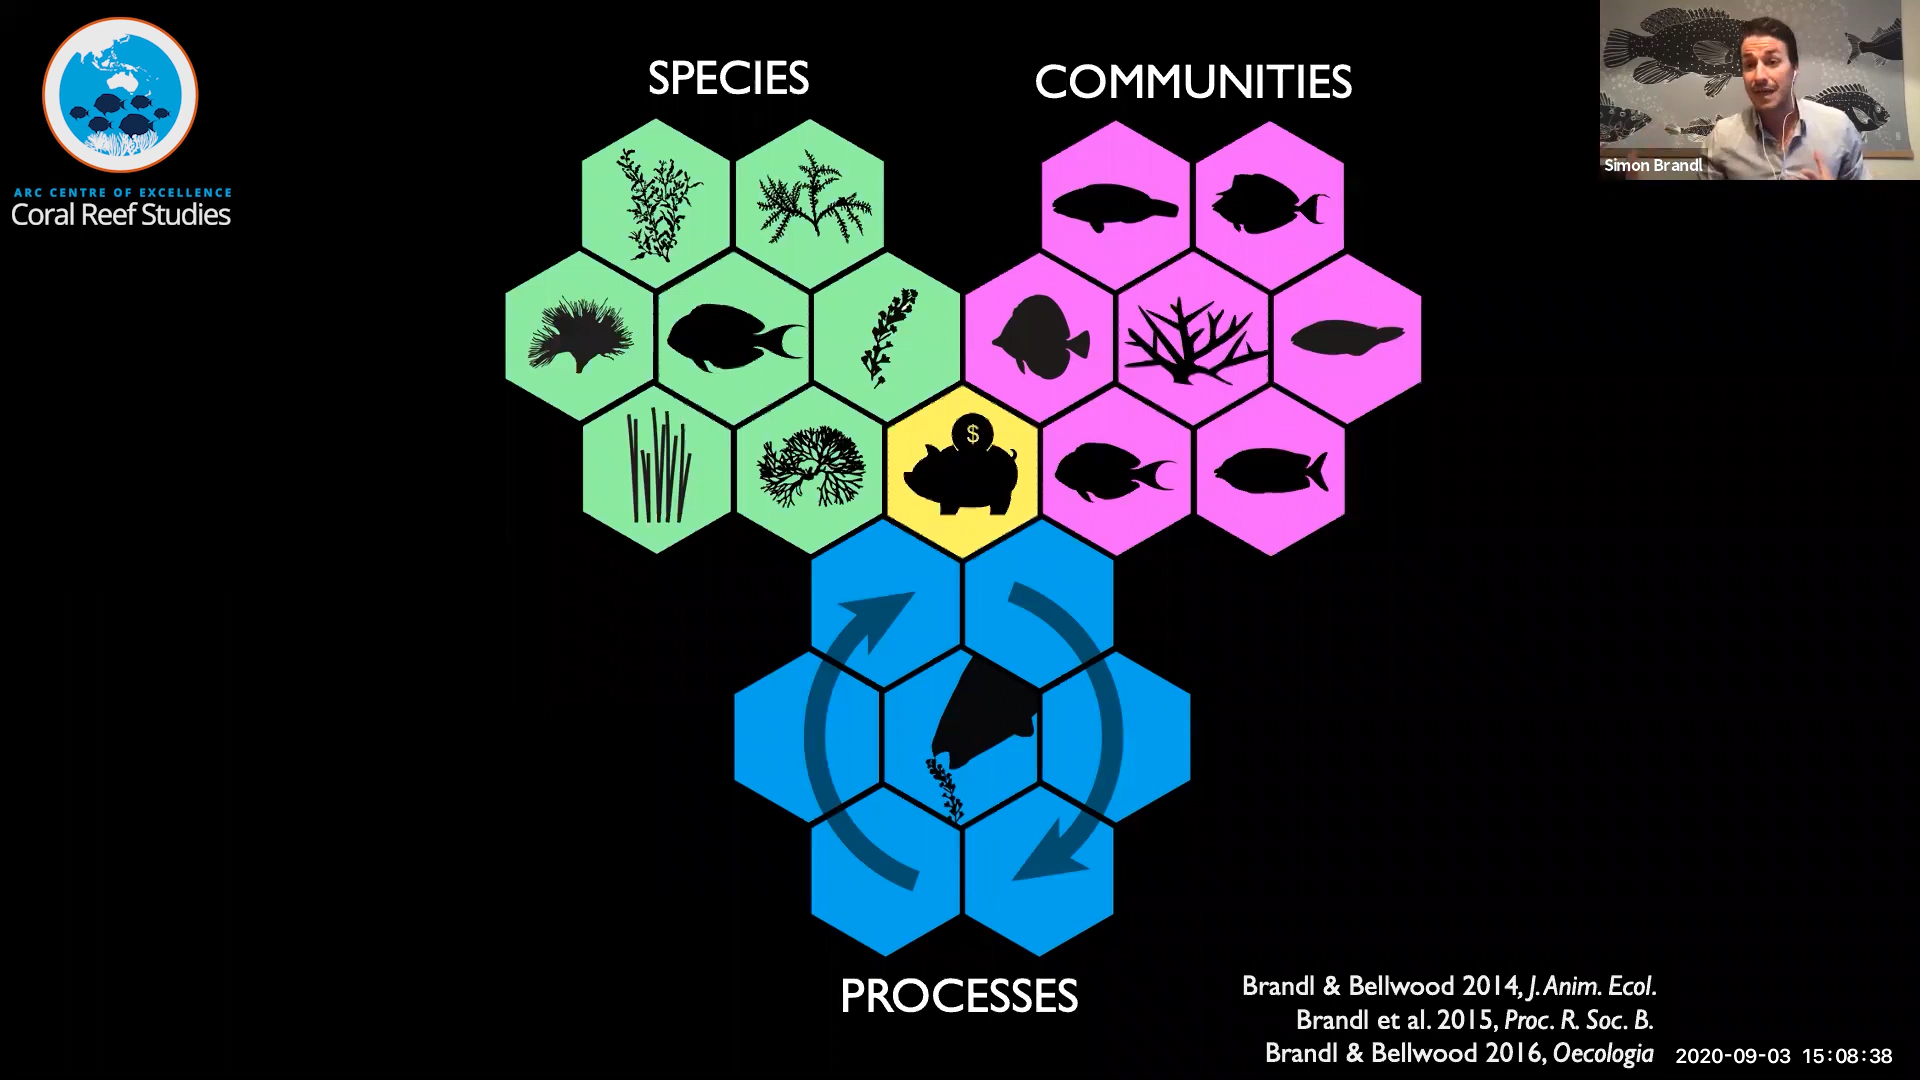 ARC CENTRE OF EXCELLENCE
Coral Reef Studies
SPECIES
COMMUNITIES
Simon Brandl
$
PROCESSES
Brandl & Bellwood 2014, J. Anim. Ecol.
Brandl et al. 2015, Proc. R. Soc. B.
Brandl & Bellwood 2016, Oecologia
2020-09-03 15:08:38